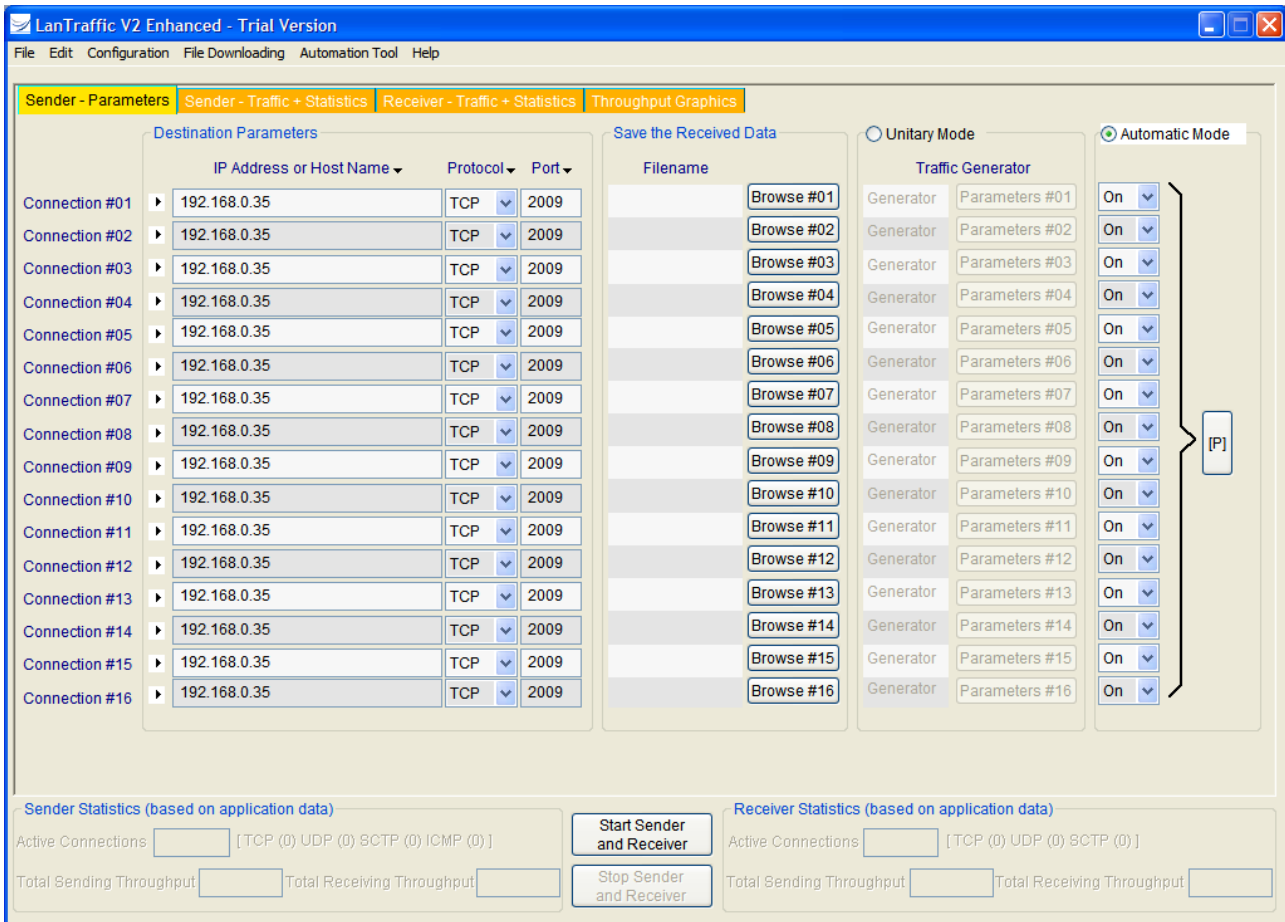 LanTraffic V2 Enhanced - Trial Version
File Edit Configuration File Downloading Automation Tool Help
Sender - Parameters Sender - Traffic + Statistics Receiver - Traffic + Statistics Throughput Graphics
Destination Parameters Save the Received Data Unitary Mode Automatic Mode
IP Address or Host Name Protocol Port Filename Traffic Generator
Connection #01 192.168.0.35 TCP 2009 Browse #01 Generator Parameters #01 On
Connection #02 192.168.0.35 TCP 2009 Browse #02 Generator Parameters #02 On
Connection #03 192.168.0.35 TCP 2009 Browse #03 Generator Parameters #03 On
Connection #04 192.168.0.35 TCP 2009 Browse #04 Generator Parameters #04 On
Connection #05 192.168.0.35 TCP 2009 Browse #05 Generator Parameters #05 On
Connection #06 192.168.0.35 TCP 2009 Browse #06 Generator Parameters #06 On
Connection #07 192.168.0.35 TCP 2009 Browse #07 Generator Parameters #07 On
Connection #08 192.168.0.35 TCP 2009 Browse #08 Generator Parameters #08 On [P]
Connection #09 192.168.0.35 TCP 2009 Browse #09 Generator Parameters #09 On
Connection #10 192.168.0.35 TCP 2009 Browse #10 Generator Parameters #10 On
Connection #11 192.168.0.35 TCP 2009 Browse #11 Generator Parameters #11 On
Connection #12 192.168.0.35 TCP 2009 Browse #12 Generator Parameters #12 On
Connection #13 192.168.0.35 TCP 2009 Browse #13 Generator Parameters #13 On
Connection #14 192.168.0.35 TCP 2009 Browse #14 Generator Parameters #14 On
Connection #15 192.168.0.35 TCP 2009 Browse #15 Generator Parameters #15 On
Connection #16 192.168.0.35 TCP 2009 Browse #16 Generator Parameters #16 On
Sender Statistics (based on application data)
Active Connections [ TCP (0) UDP (0) SCTP (0) ICMP (0) ]
Total Sending Throughput Total Receiving Throughput
Start Sender
and Receiver
Stop Sender
and Receiver
Receiver Statistics (based on application data)
Active Connections [ TCP (0) UDP (0) SCTP (0) ]
Total Sending Throughput Total Receiving Throughput